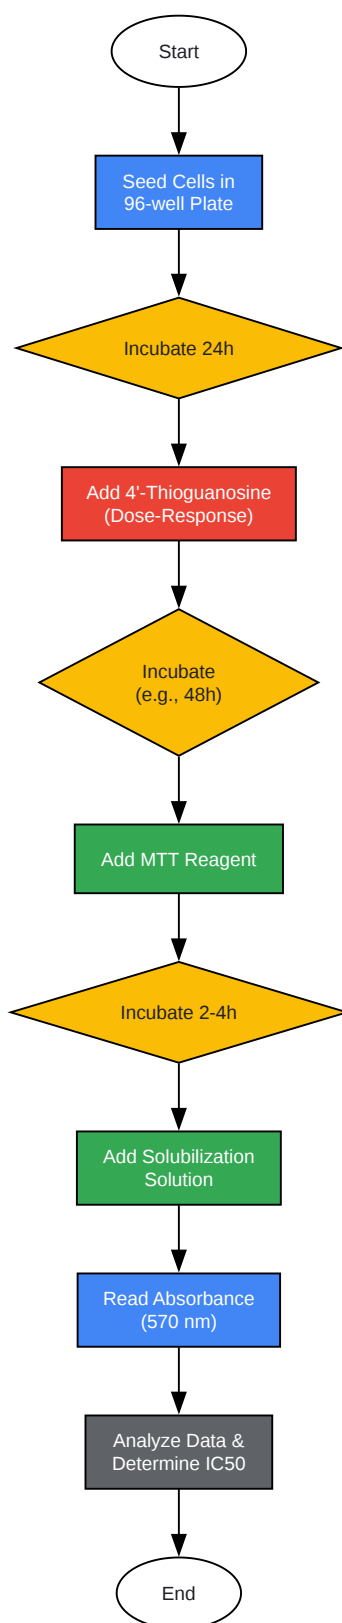 Start
Seed Cells in
96-well Plate
Incubate 24h
Add 4'-Thioguanosine
(Dose-Response)
Incubate
(e.g., 48h)
Add MTT Reagent
Incubate 2-4h
Add Solubilization
Solution
Read Absorbance
(570 nm)
Analyze Data &
Determine IC50
End